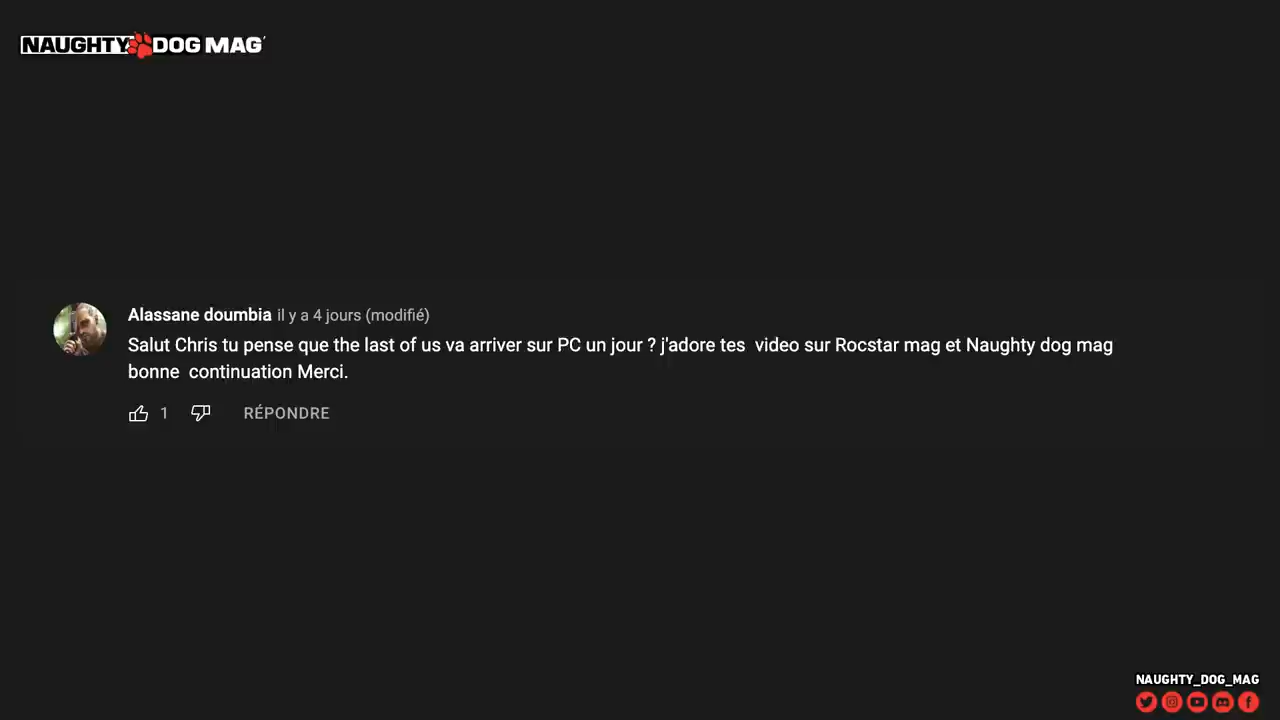 NAUGHTY DOG MAG'
Alassane doumbia il y a 4 jours (modifié)
Salut Chris tu pense que the last of us va arriver sur PC un jour ? j'adore tes  video sur Rocstar mag et Naughty dog mag
bonne  continuation Merci.
1 RÉPONDRE
NAUGHTY_DOG_MAG